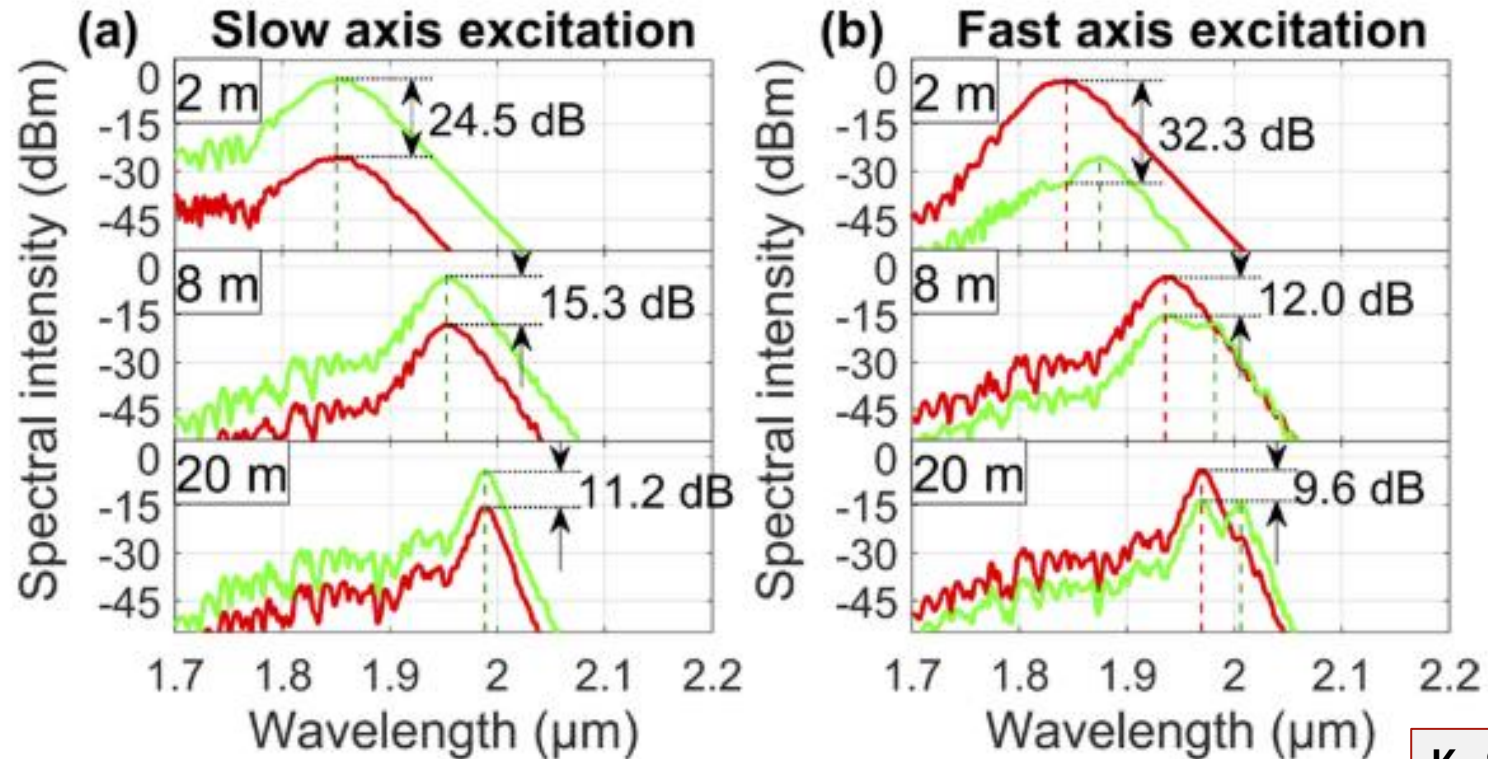 (a) Slow axis excitation
(b) Fast axis excitation
Spectral intensity (dBm)
0
-15
-30
-45
2 m
24.5 dB
0
-15
-30
-45
8 m
15.3 dB
0
-15
-30
-45
20 m
11.2 dB
1.7 1.8 1.9 2 2.1 2.2
Wavelength (μm)
Spectral intensity (dBm)
0
-15
-30
-45
2 m
32.3 dB
0
-15
-30
-45
8 m
12.0 dB
0
-15
-30
-45
20 m
9.6 dB
1.7 1.8 1.9 2 2.1 2.2
Wavelength (μm)